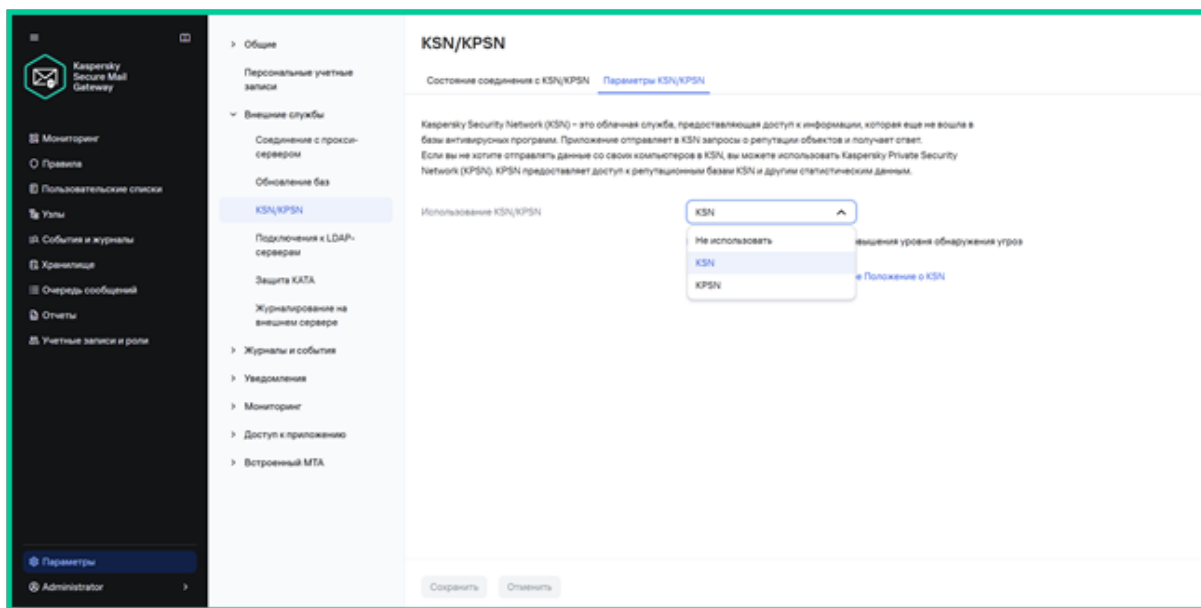 Kaspersky
Secure Mail
Gateway
Мониторинг
Правила
Пользовательские списки
Узлы
События и журналы
Хранилище
Очередь сообщений
Отчеты
Учетные записи и роли
Параметры
Administrator
Общие
Персональные учетные
записи
Внешние службы
Соединение с прокси-
сервером
Обновление баз
KSN/KPSN
Подключения к LDAP-
серверам
Защита KATA
Журналирование на
внешнем сервере
Журналы и события
Уведомления
Мониторинг
Доступ к приложению
Встроенный MTA
KSN/KPSN
Состояние соединения с KSN/KPSN
Параметры KSN/KPSN
Kaspersky Security Network (KSN) – это облачная служба, предоставляющая доступ к информации, которая еще не вошла в
базы антивирусных программ. Приложение отправляет в KSN запросы о репутации объектов и получает ответ.
Если вы не хотите отправлять данные со своих компьютеров в KSN, вы можете использовать Kaspersky Private Security
Network (KPSN). KPSN предоставляет доступ к репутационным базам KSN и другим статистическим данным.
Использование KSN/KPSN
KSN
Не использовать
KSN
KPSN
овышения уровня обнаружения угроз
е Положение о KSN
Сохранить
Отменить